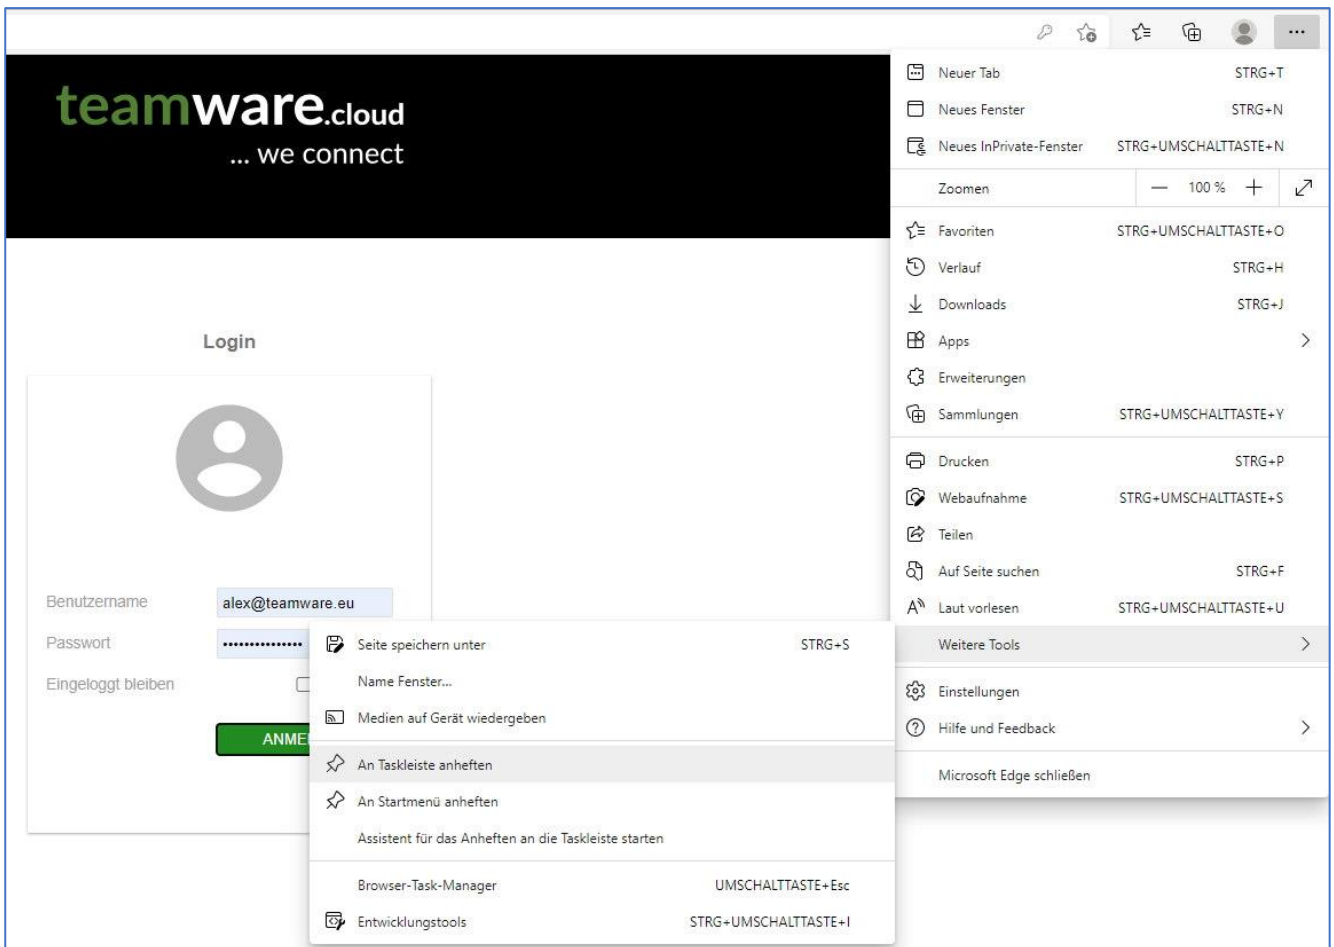 teamware.cloud
... we connect
Login
Benutzername alex@teamware.eu
Passwort •••••••••••••••
Eingeloggt bleiben
ANME
Neuer Tab STRG+T
Neues Fenster STRG+N
Neues InPrivate-Fenster STRG+UMSCHALTTASTE+N
Zoomen — 100 % +
Favoriten STRG+UMSCHALTTASTE+O
Verlauf STRG+H
Downloads STRG+J
Apps
Erweiterungen
Sammlungen STRG+UMSCHALTTASTE+Y
Drucken STRG+P
Webaufnahme STRG+UMSCHALTTASTE+S
Teilen
Auf Seite suchen STRG+F
Laut vorlesen STRG+UMSCHALTTASTE+U
Weitere Tools
Einstellungen
Hilfe und Feedback
Microsoft Edge schließen
Seite speichern unter STRG+S
Name Fenster...
Medien auf Gerät wiedergeben
An Taskleiste anheften
An Startmenü anheften
Assistent für das Anheften an die Taskleiste starten
Browser-Task-Manager UMSCHALTTASTE+Esc
Entwicklungstools STRG+UMSCHALTTASTE+I